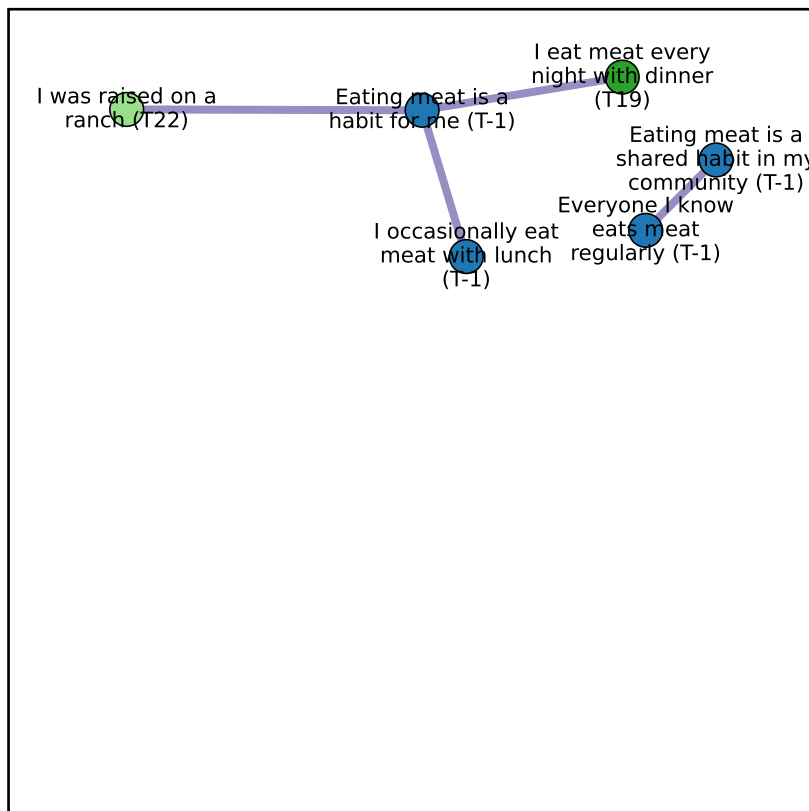 I eat meat every
night with dinner
(T19)
I was raised on a
ranch (T22)
Eating meat is a
habit for me (T-1)
Eating meat is a
shared habit in my
community (T-1)
Everyone I know
eats meat
regularly (T-1)
I occasionally eat
meat with lunch
(T-1)